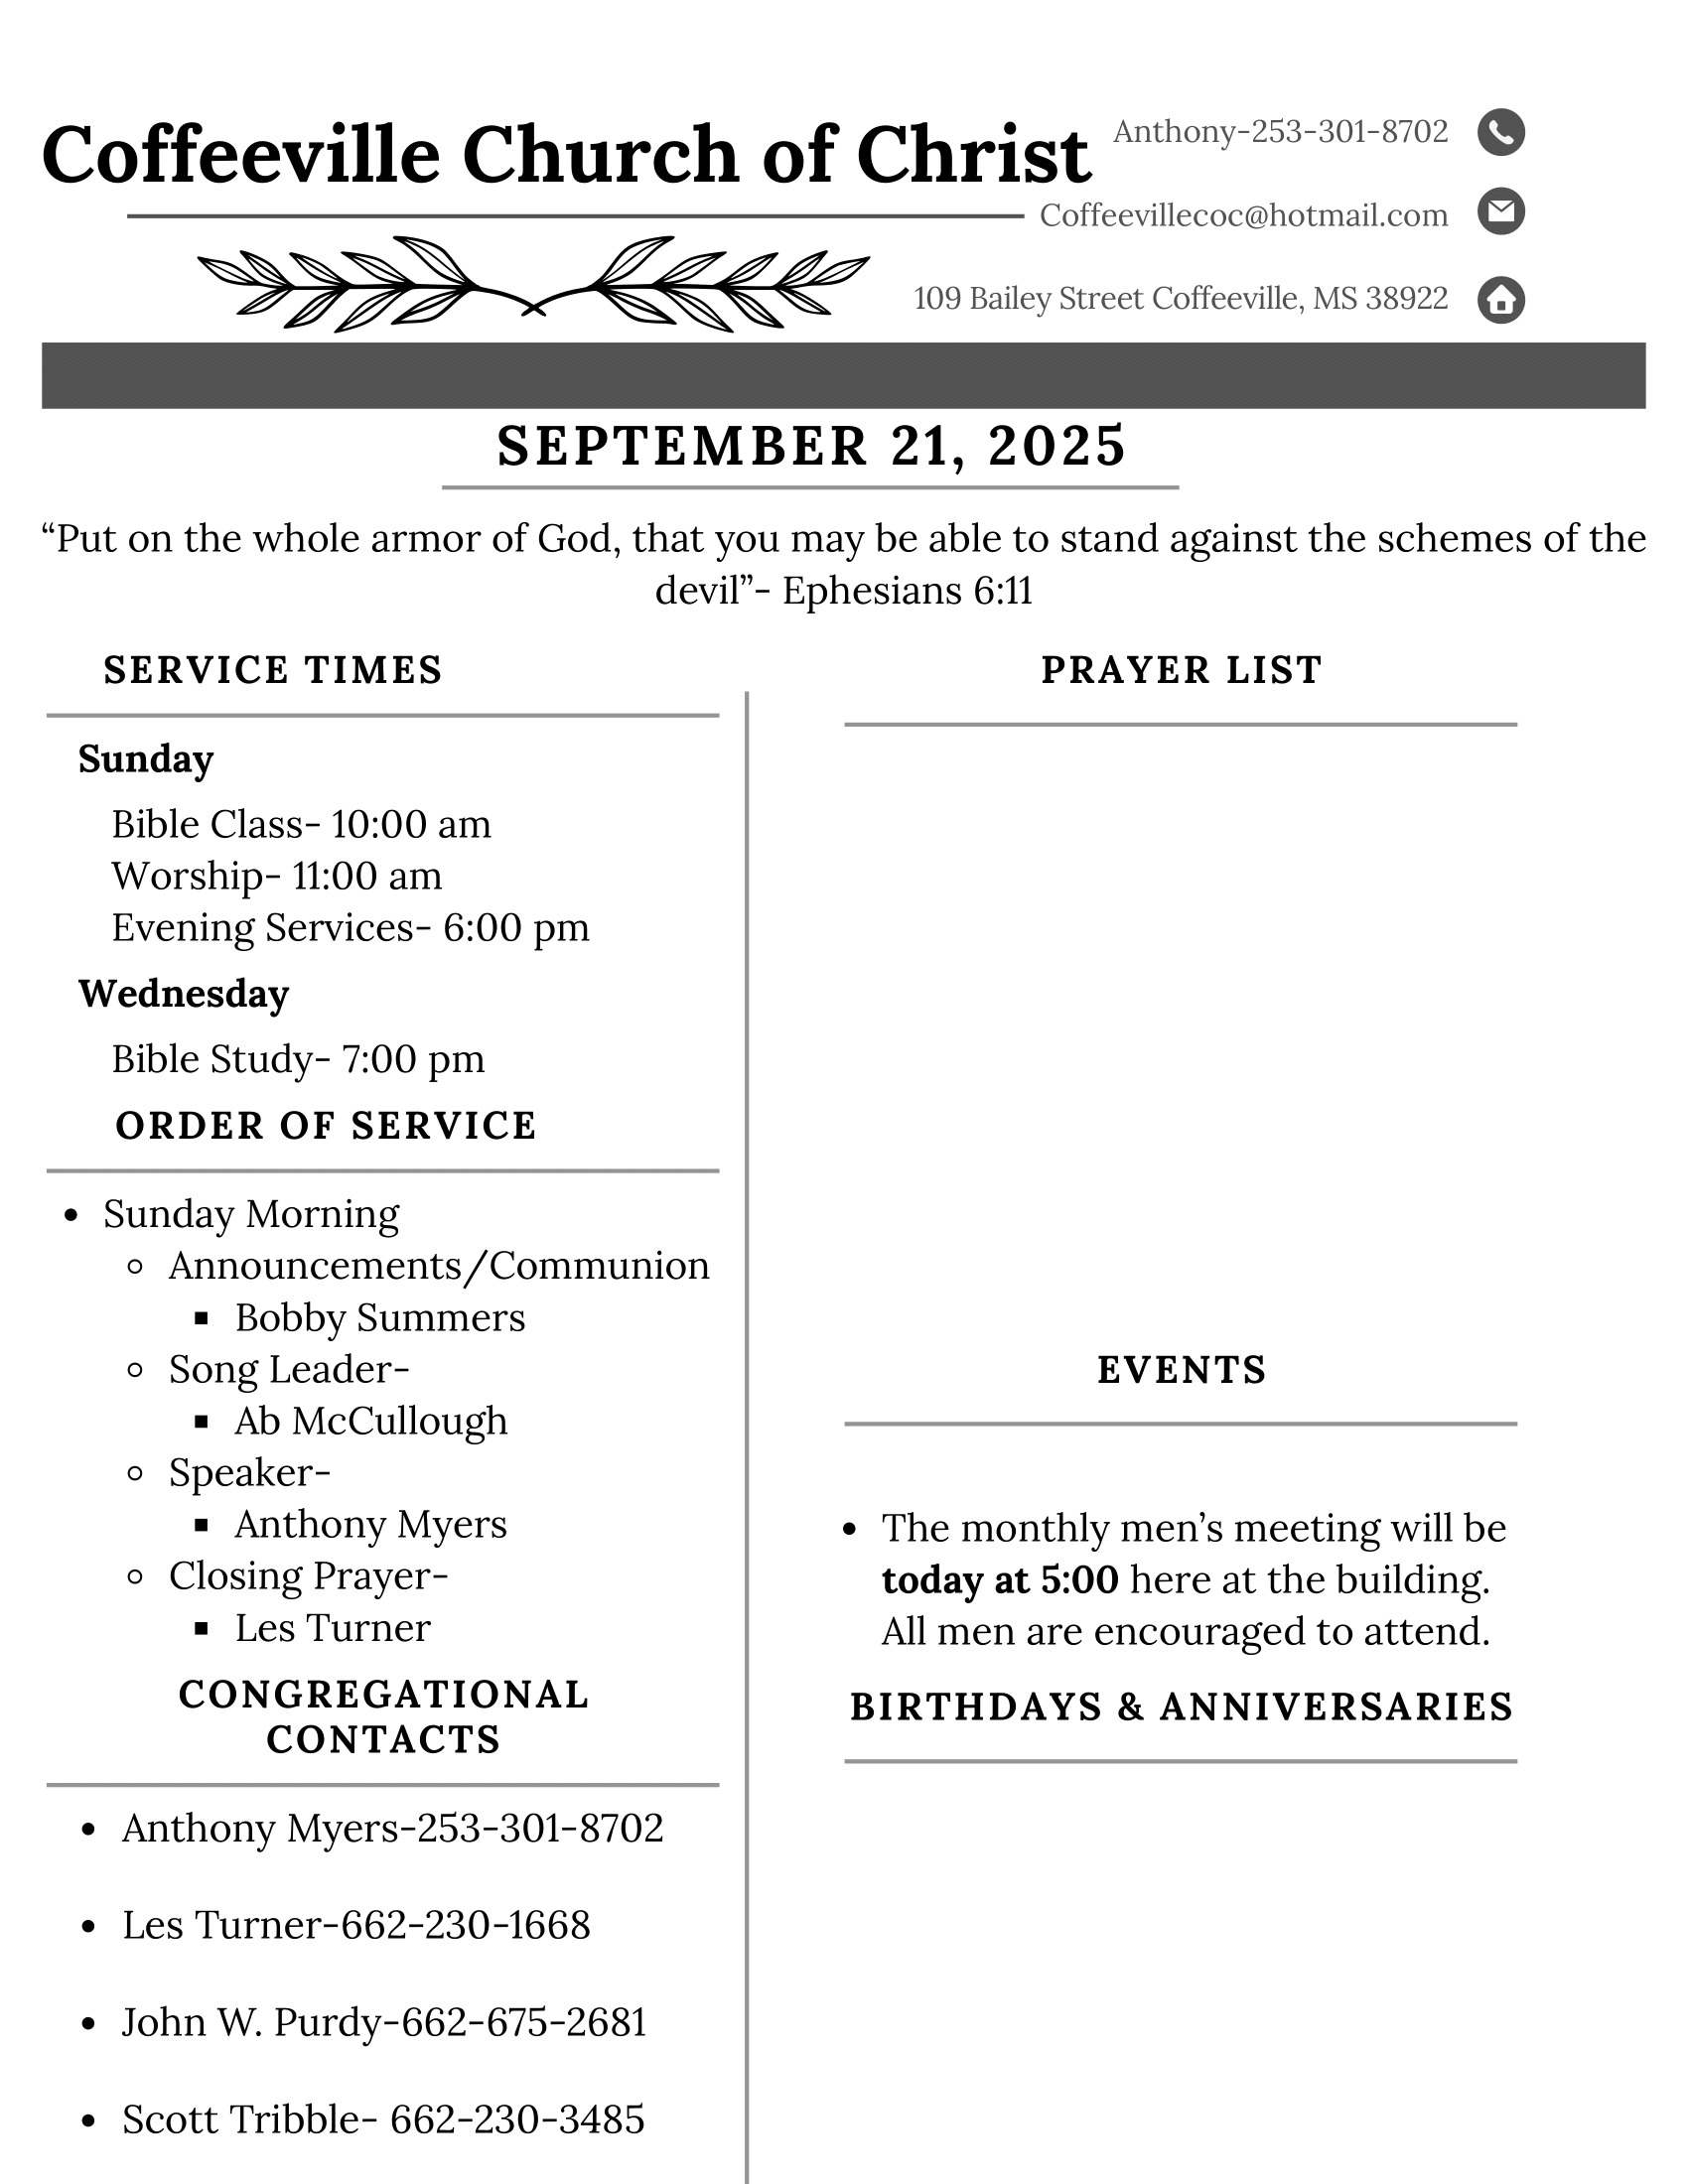 Coffeeville Church of Christ
Anthony-253-301-8702
Coffeevillecoc@hotmail.com
109 Bailey Street Coffeeville, MS 38922
SEPTEMBER 21, 2025
“Put on the whole armor of God, that you may be able to stand against the schemes of the
devil”- Ephesians 6:11
SERVICE TIMES
Sunday
Bible Class- 10:00 am
Worship- 11:00 am
Evening Services- 6:00 pm
Wednesday
Bible Study- 7:00 pm
ORDER OF SERVICE
• Sunday Morning
◦ Announcements/Communion
▪ Bobby Summers
◦ Song Leader-
▪ Ab McCullough
◦ Speaker-
▪ Anthony Myers
◦ Closing Prayer-
▪ Les Turner
CONGREGATIONAL
CONTACTS
• Anthony Myers-253-301-8702
• Les Turner-662-230-1668
• John W. Purdy-662-675-2681
• Scott Tribble- 662-230-3485
PRAYER LIST
EVENTS
• The monthly men’s meeting will be
today at 5:00 here at the building.
All men are encouraged to attend.
BIRTHDAYS & ANNIVERSARIES